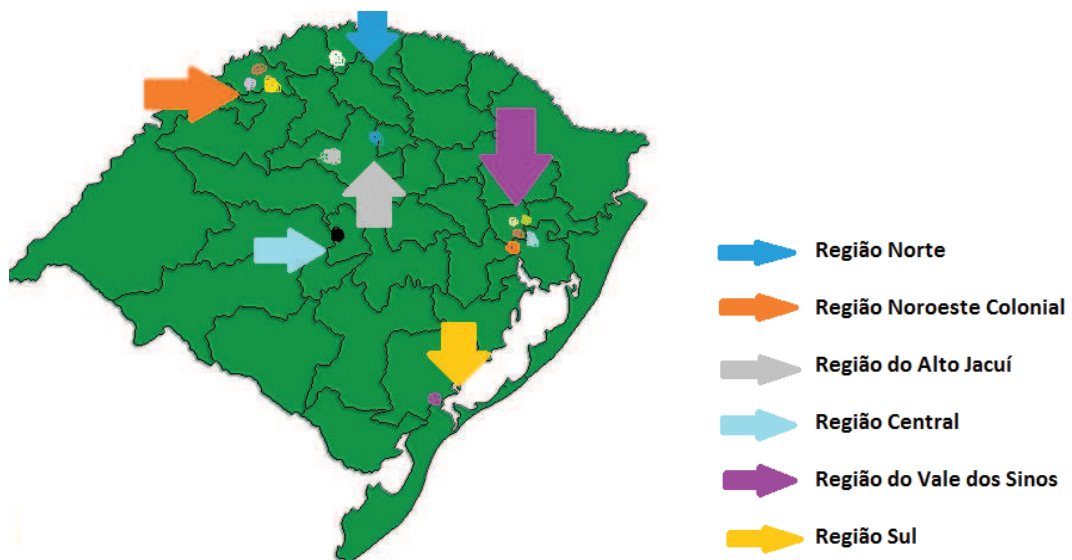 Região Norte
Região Noroeste Colonial
Região do Alto Jacuí
Região Central
Região do Vale dos Sinos
Região Sul